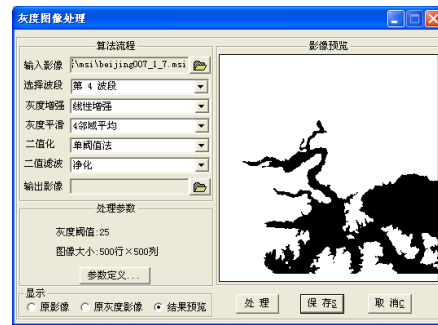 灰度图像处理
算法流程
输入影像 \msi\beijing007_1_7.msi
选择波段 第 4 波段
灰度增强 线性增强
灰度平滑 4邻域平均
二值化 单阈值法
二值滤波 净化
输出影像
处理参数
灰度阈值:25
图像大小:500行×500列
参数定义...
显示
原影像 原灰度影像 结果预览
影像预览
处 理 保 存S 取 消C